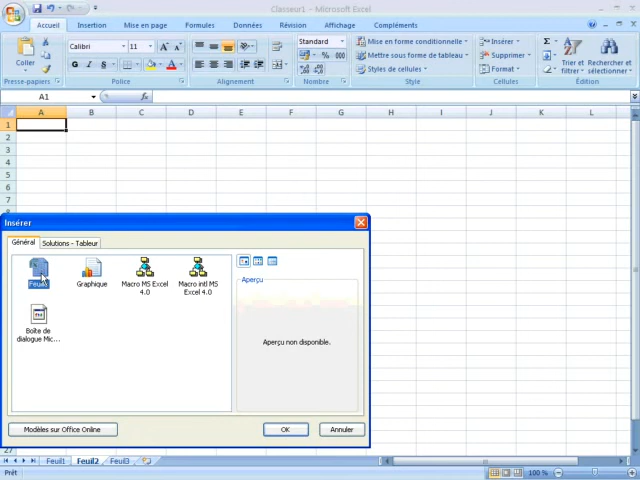 Classeur1 - Microsoft Excel
Accueil Insertion Mise en page Formules Données Révision Affichage Compléments
Calibri 11 Standard Mise en forme conditionnelle Insérer
Coller Mettre sous forme de tableau Supprimer Trier et filtrer Rechercher et sélectionner
G I S % 000 Styles de cellules Format
Presse-papiers Police Alignement Nombre Style Cellules Édition
A1 fx
A B C D E F G H I J K L
1
2
3
4
5
6
7
Insérer
Général Solutions - Tableur
Feuille Graphique Macro MS Excel 4.0 Macro intl MS Excel 4.0
Boîte de dialogue Mic...
Aperçu
Aperçu non disponible.
Modèles sur Office Online OK Annuler
27
Feuil1 Feuil2 Feuil3
Prêt 100 %